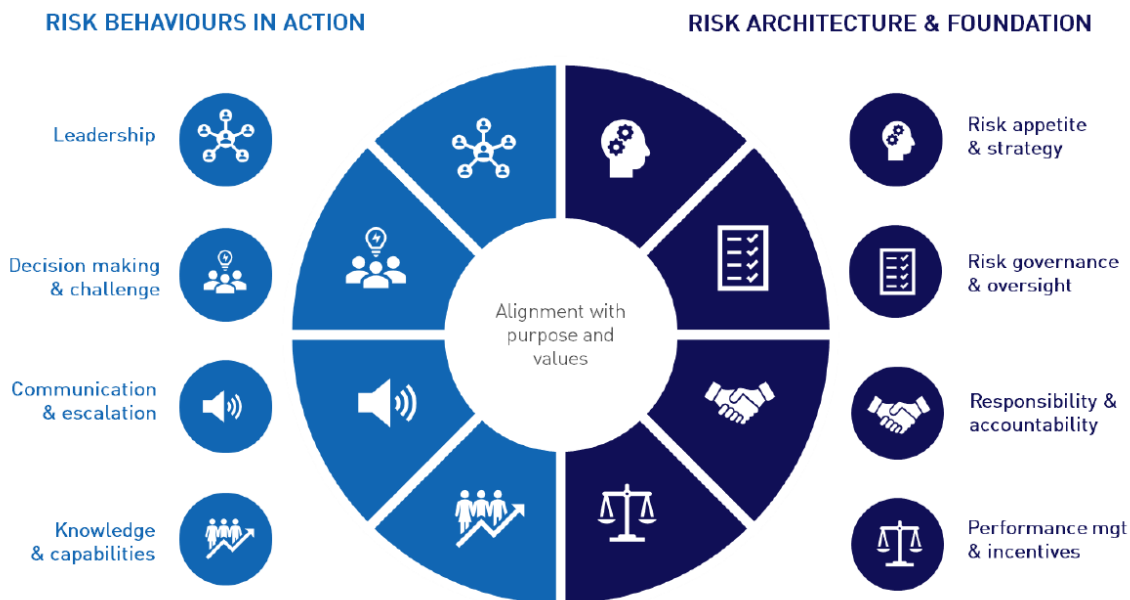 RISK BEHAVIOURS IN ACTION
RISK ARCHITECTURE & FOUNDATION
Leadership
Decision making
& challenge
Communication
& escalation
Knowledge
& capabilities
Alignment with
purpose and
values
Risk appetite
& strategy
Risk governance
& oversight
Responsibility &
accountability
Performance mgt
& incentives